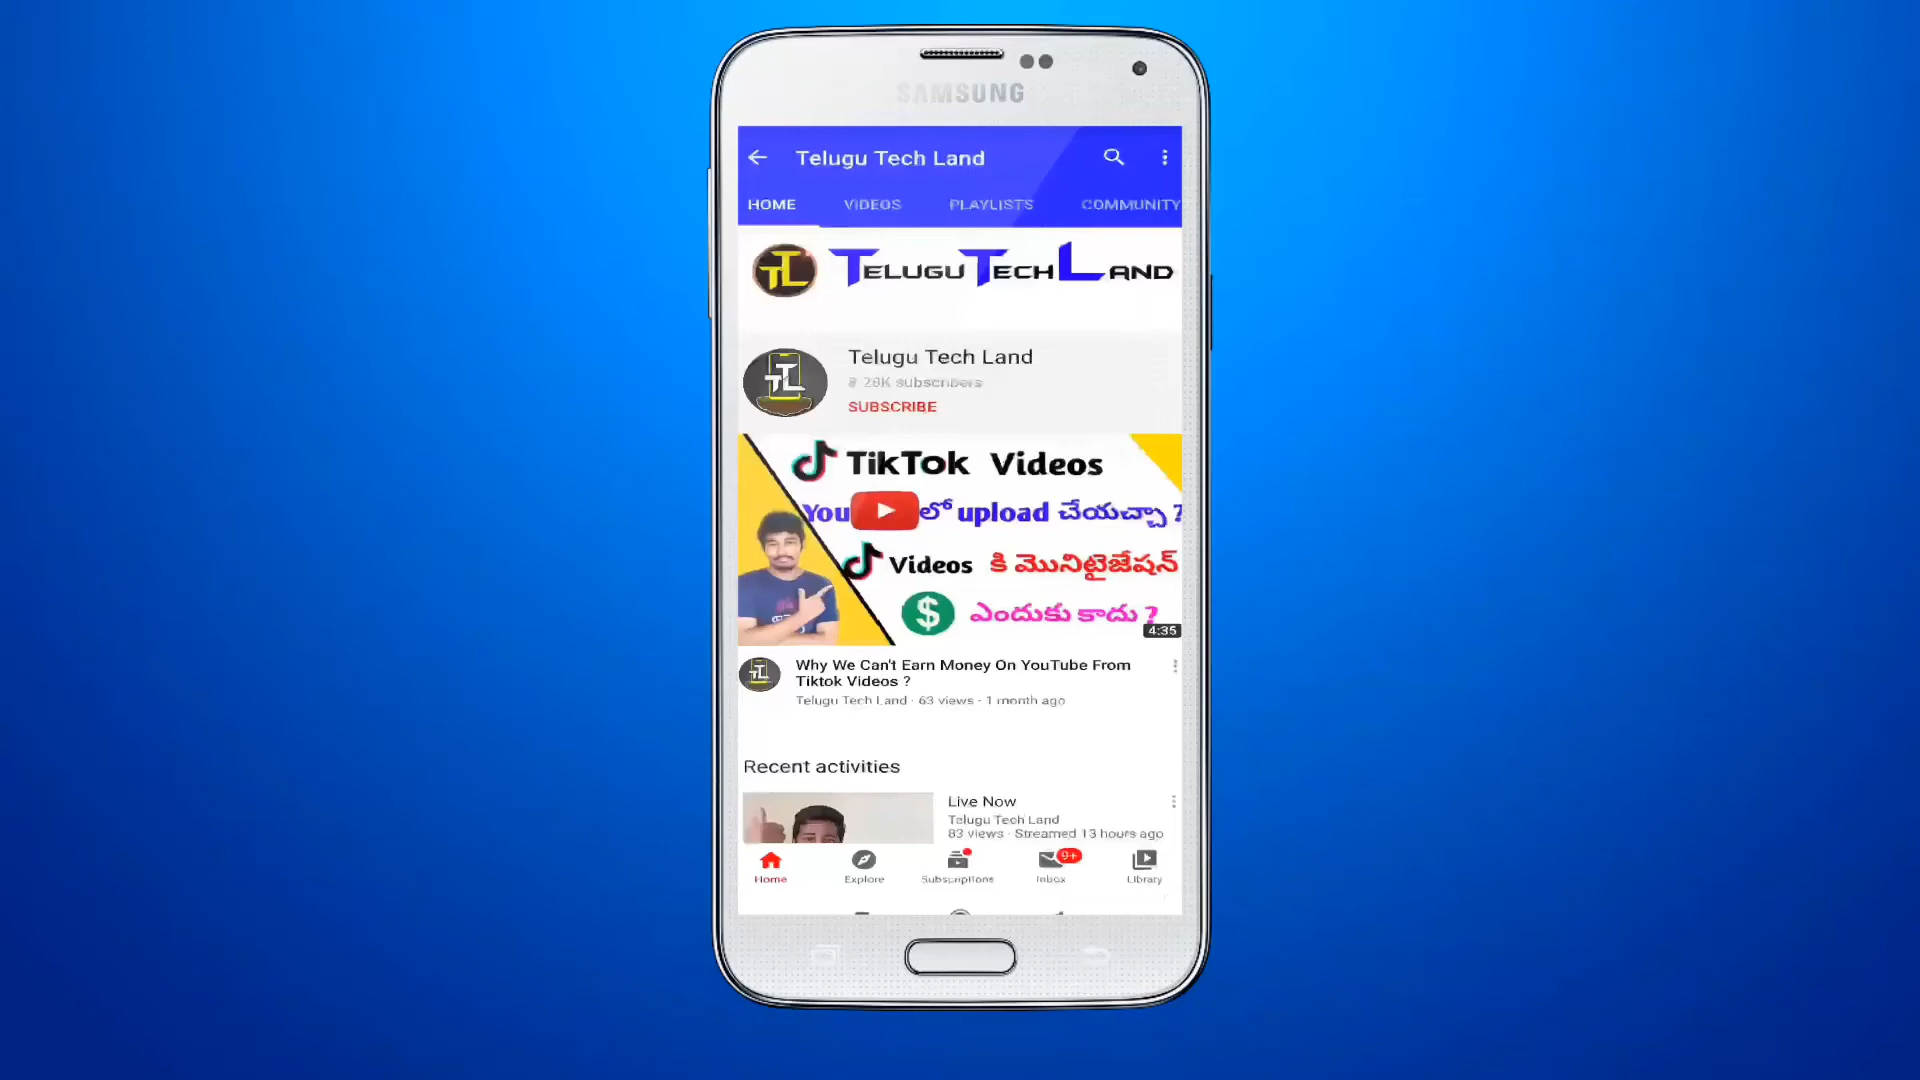 SAMSUNG
Telugu Tech Land
HOME VIDEOS PLAYLISTS COMMUNITY
TL TELUGU TECH LAND
Telugu Tech Land
28K subscribers
SUBSCRIBE
TikTok Videos
You లో upload చేయచ్చా ?
Videos కి మొనిటైజేషన్
$ ఎందుకు కాదు ?
4:35
Why We Can't Earn Money On YouTube From
Tiktok Videos ?
Telugu Tech Land · 63 views · 1 month ago
Recent activities
Live Now
Telugu Tech Land
83 views · Streamed 13 hours ago
9+
Home Explore Subscriptions Inbox Library